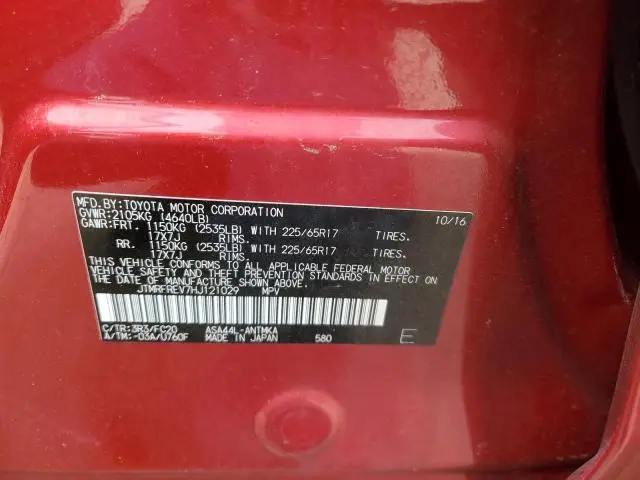 MFD.BY:TOYOTA MOTOR CORPORATION 10/16
GVWR:2105KG (4640LB)
GAWR:FRT. 1150KG (2535LB) WITH 225/65R17 TIRES.
17X7J RIMS.
RR. 1150KG (2535LB) WITH 225/65R17 TIRES.
17X7J RIMS.
THIS VEHICLE CONFORMS TO ALL APPLICABLE FEDERAL MOTOR
VEHICLE SAFETY AND THEFT PREVENTION STANDARDS IN EFFECT ON
THE DATE OF MANUFACTURE SHOWN ABOVE.
JTMRFREV7HJ121029 MPV
C/TR:3R3/FC20 ASA44L-ANTMKA
A/TM:-03A/U760F MADE IN JAPAN 580 E